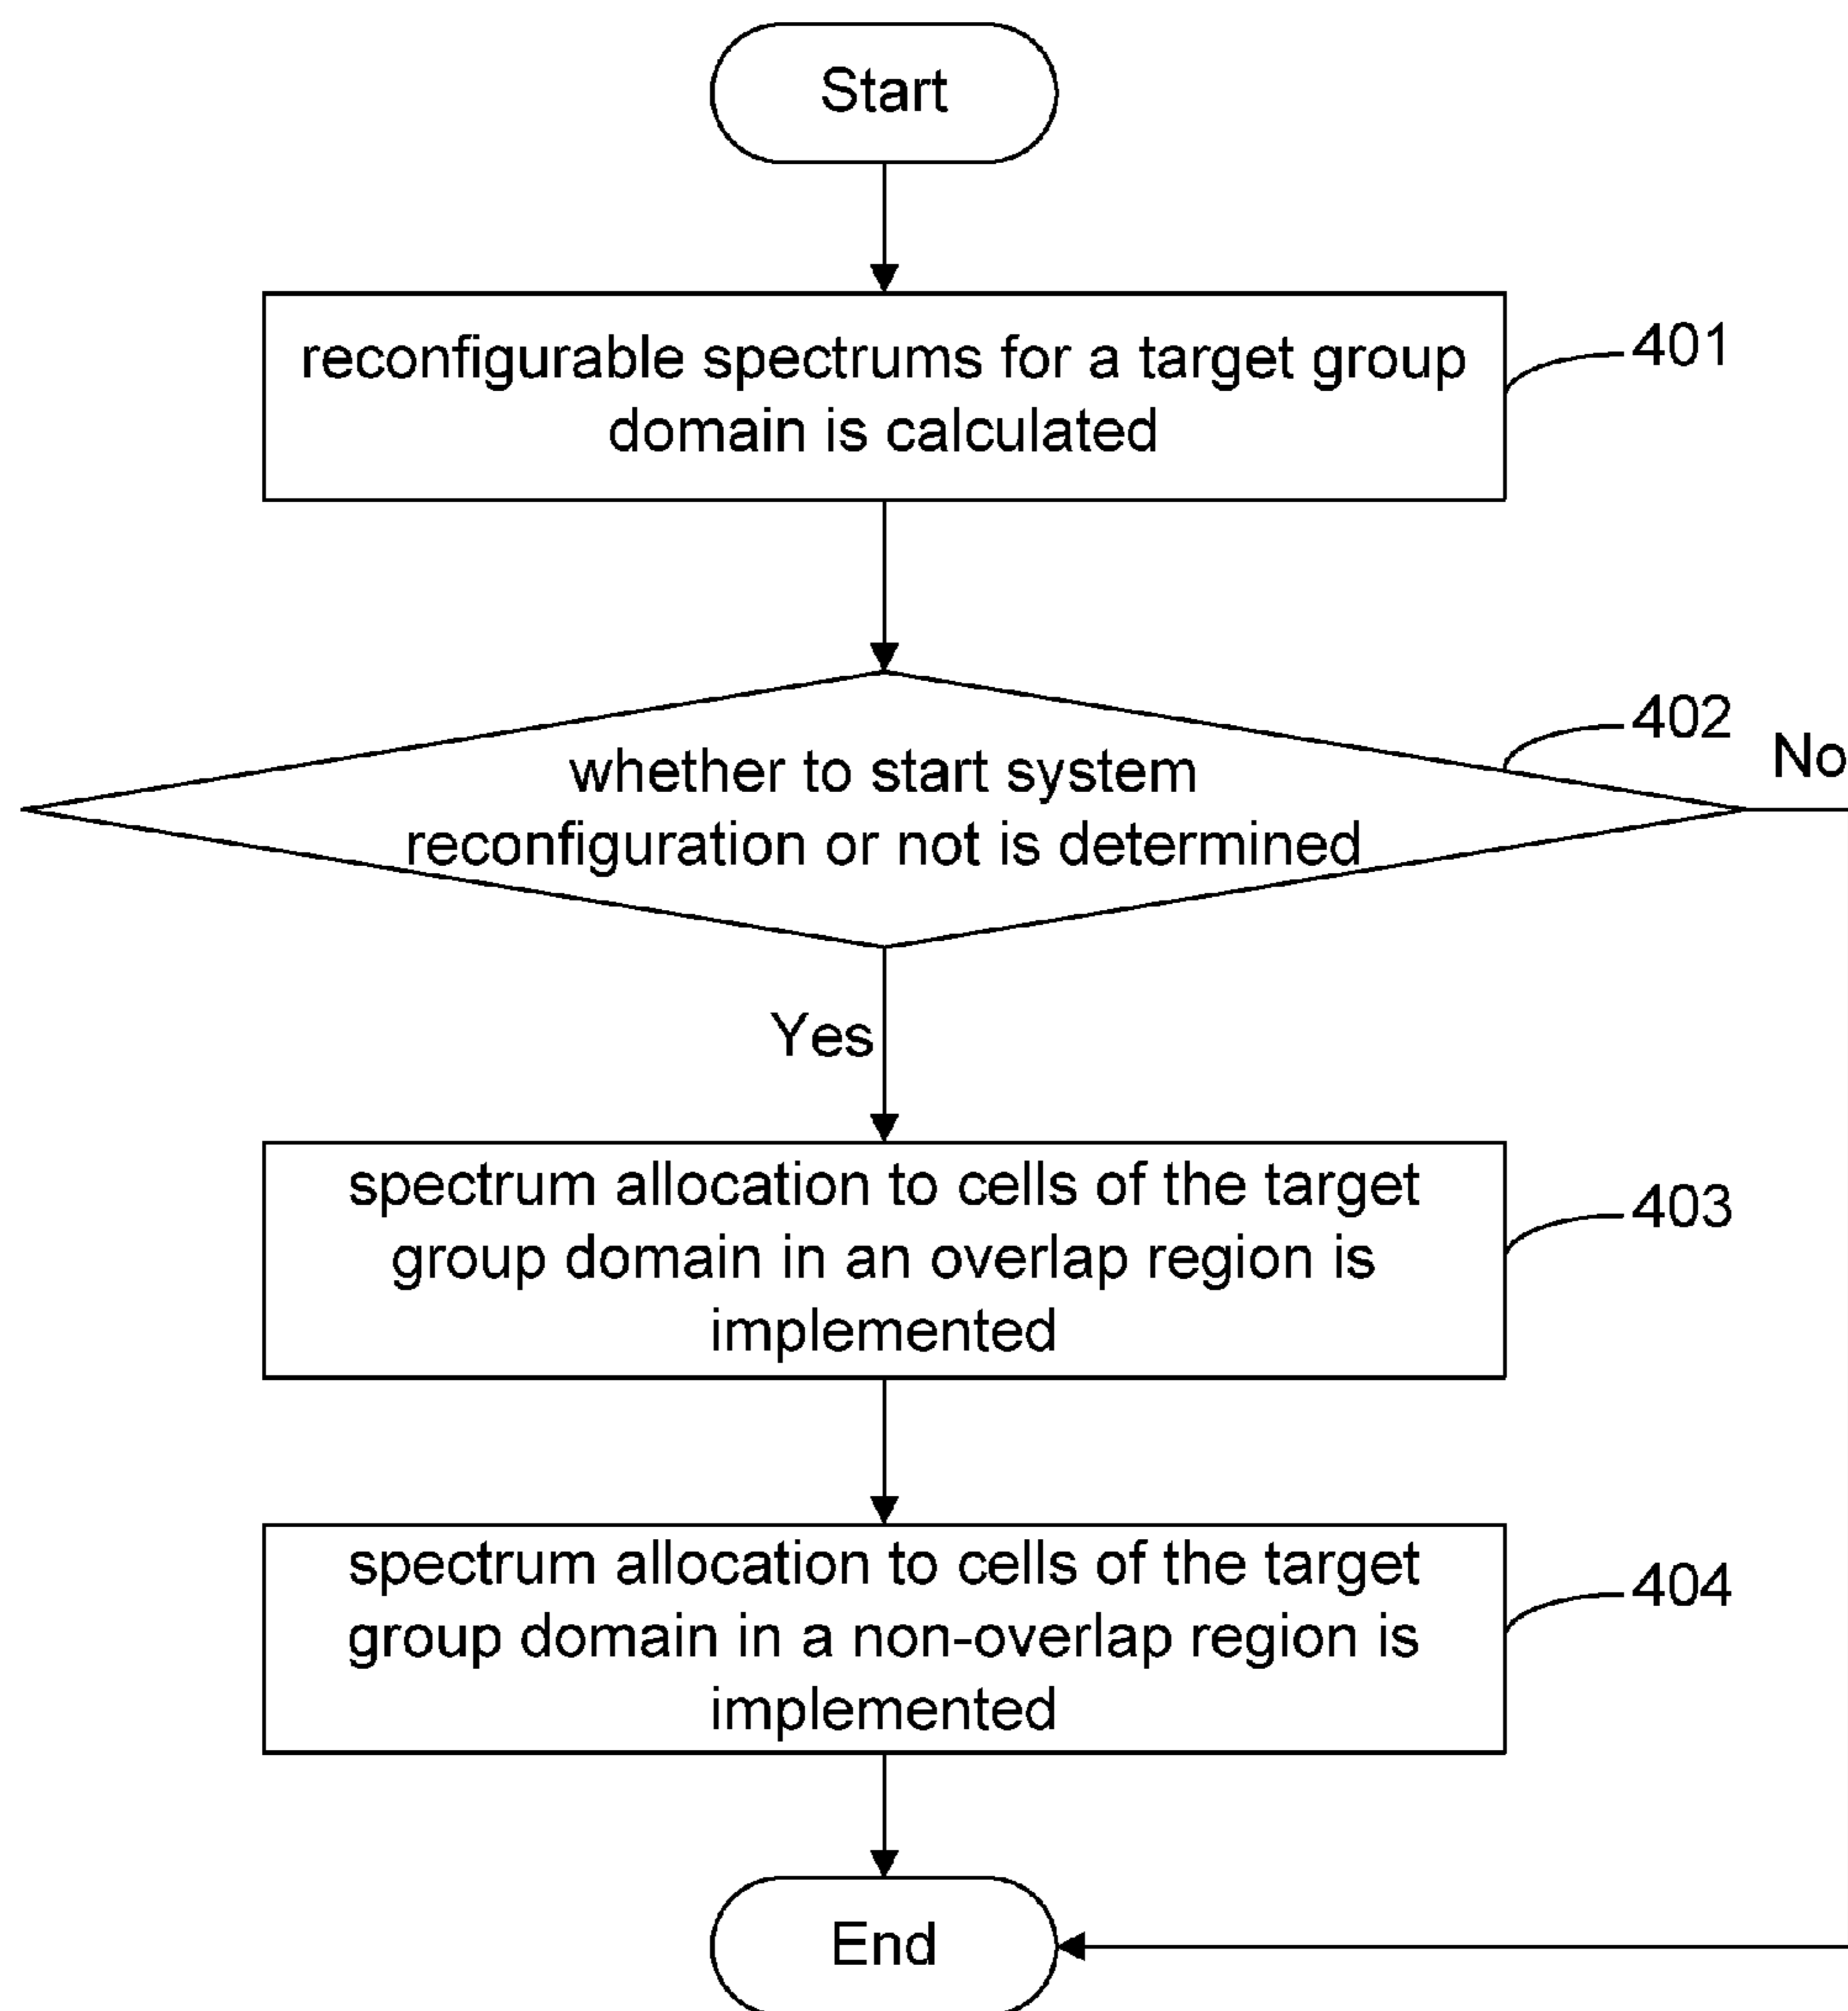 Start
reconfigurable spectrums for a target group
domain is calculated
401
whether to start system
reconfiguration or not is determined
402
No
Yes
spectrum allocation to cells of the target
group domain in an overlap region is
implemented
403
spectrum allocation to cells of the target
group domain in a non-overlap region is
implemented
404
End